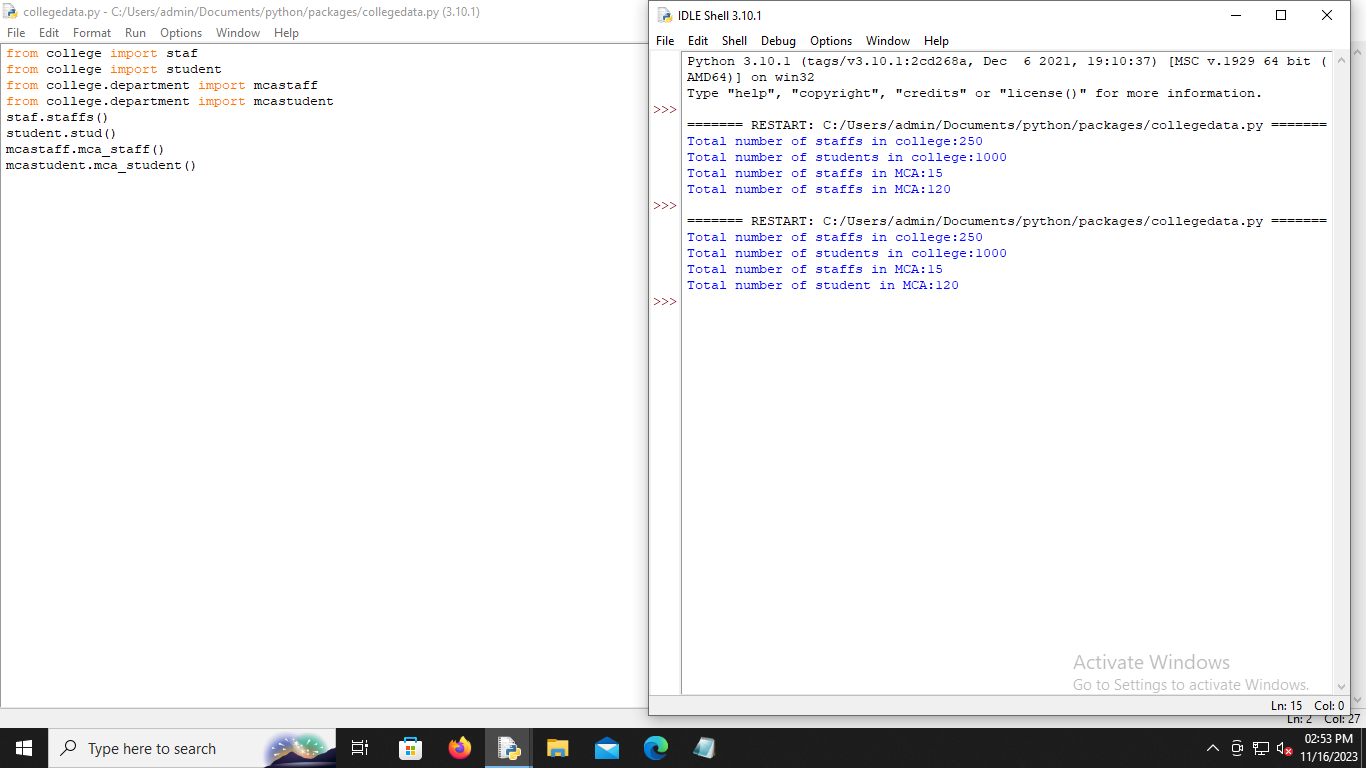 collegedata.py - C:/Users/admin/Documents/python/packages/collegedata.py (3.10.1)
File Edit Format Run Options Window Help
from college import staf
from college import student
from college.department import mcastaff
from college.department import mcastudent
staf.staffs()
student.stud()
mcastaff.mca_staff()
mcastudent.mca_student()
IDLE Shell 3.10.1
File Edit Shell Debug Options Window Help
Python 3.10.1 (tags/v3.10.1:2cd268a, Dec  6 2021, 19:10:37) [MSC v.1929 64 bit (
AMD64)] on win32
Type "help", "copyright", "credits" or "license()" for more information.
>>>
======= RESTART: C:/Users/admin/Documents/python/packages/collegedata.py =======
Total number of staffs in college:250
Total number of students in college:1000
Total number of staffs in MCA:15
Total number of staffs in MCA:120
>>>
======= RESTART: C:/Users/admin/Documents/python/packages/collegedata.py =======
Total number of staffs in college:250
Total number of students in college:1000
Total number of staffs in MCA:15
Total number of student in MCA:120
>>>
Activate Windows
Go to Settings to activate Windows.
Ln: 15 Col: 0
Ln: 2 Col: 27
Type here to search
02:53 PM
11/16/2023